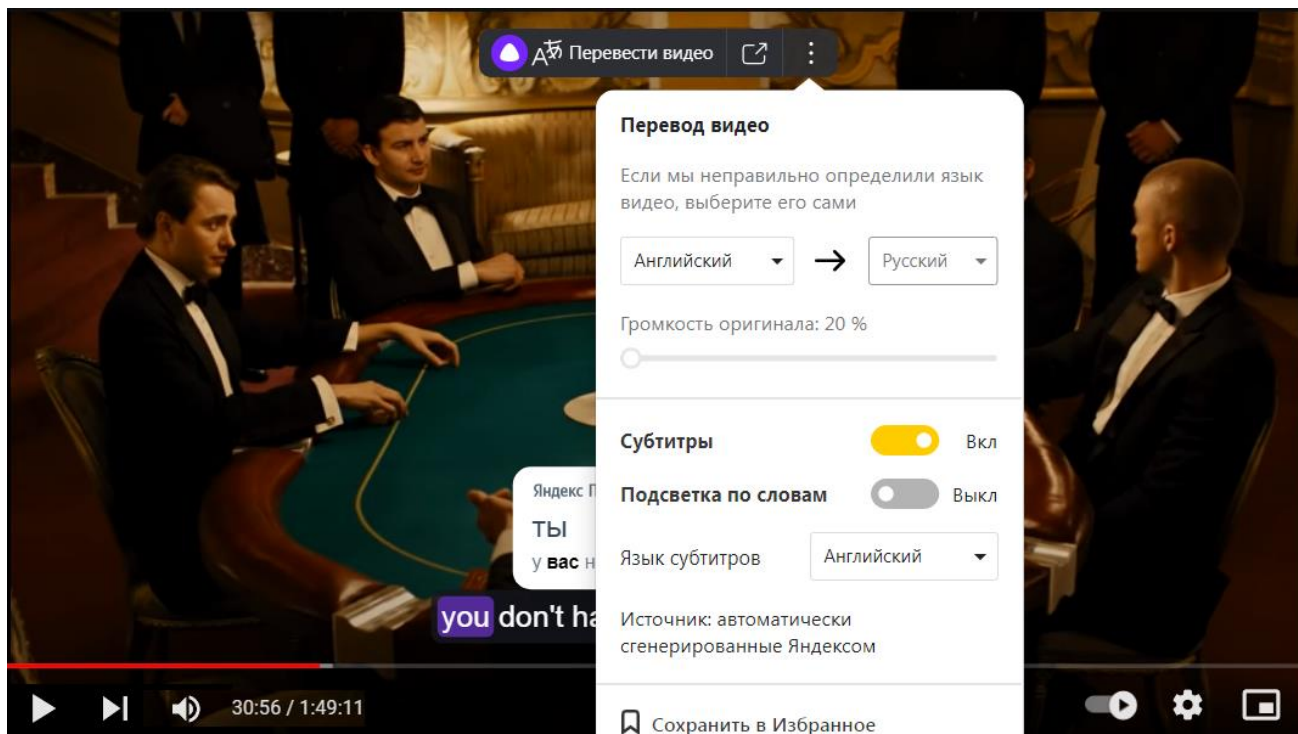 Перевести видео
Перевод видео
Если мы неправильно определили язык
видео, выберите его сами
Английский → Русский
Громкость оригинала: 20 %
Субтитры Вкл
Подсветка по словам Выкл
Язык субтитров Английский
Источник: автоматически
сгенерированные Яндексом
Сохранить в Избранное
Яндекс
ты
у вас
you don't
30:56 / 1:49:11